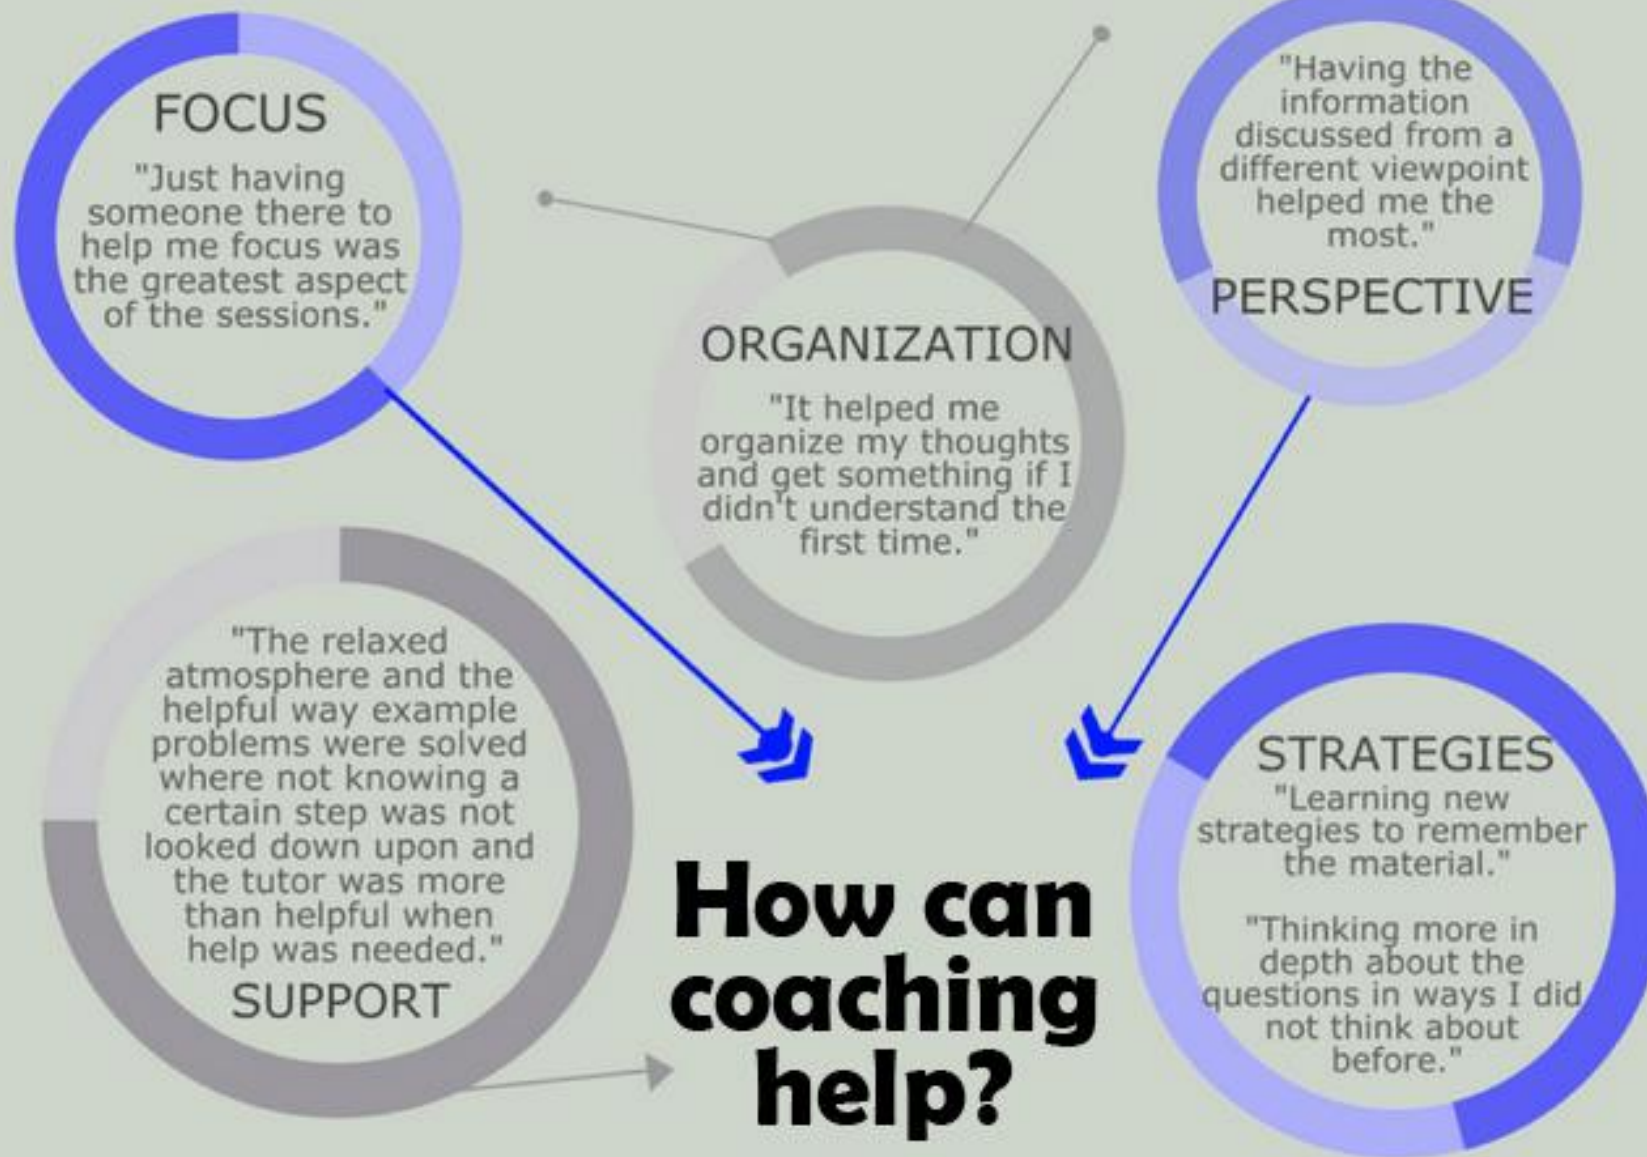 FOCUS
"Just having
someone there to
help me focus was
the greatest aspect
of the sessions."
ORGANIZATION
"It helped me
organize my thoughts
and get something if I
didn't understand the
first time."
"Having the
information
discussed from a
different viewpoint
helped me the
most."
PERSPECTIVE
"The relaxed
atmosphere and the
helpful way example
problems were solved
where not knowing a
certain step was not
looked down upon and
the tutor was more
than helpful when
help was needed."
SUPPORT
How can
coaching
help?
STRATEGIES
"Learning new
strategies to remember
the material."
"Thinking more in
depth about the
questions in ways I did
not think about
before."